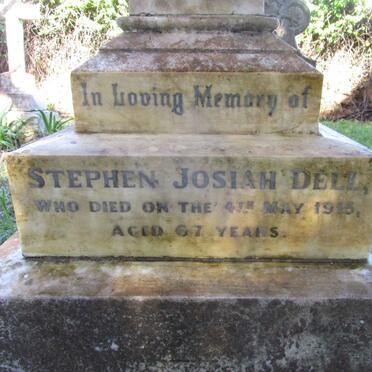 In Loving Memory of
STEPHEN JOSIAH DELL,
WHO DIED ON THE 4TH MAY 1915,
AGED 67 YEARS.